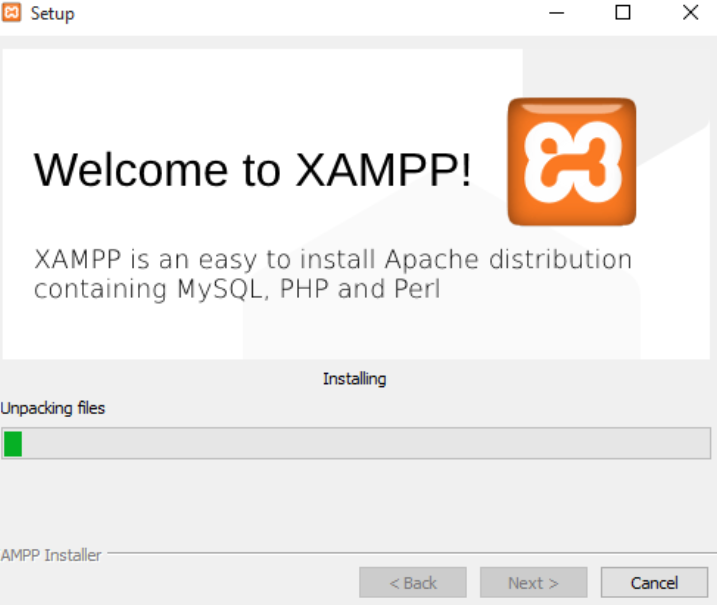 Setup
Welcome to XAMPP!
XAMPP is an easy to install Apache distribution
containing MySQL, PHP and Perl
Installing
Unpacking files
AMPP Installer
< Back
Next >
Cancel